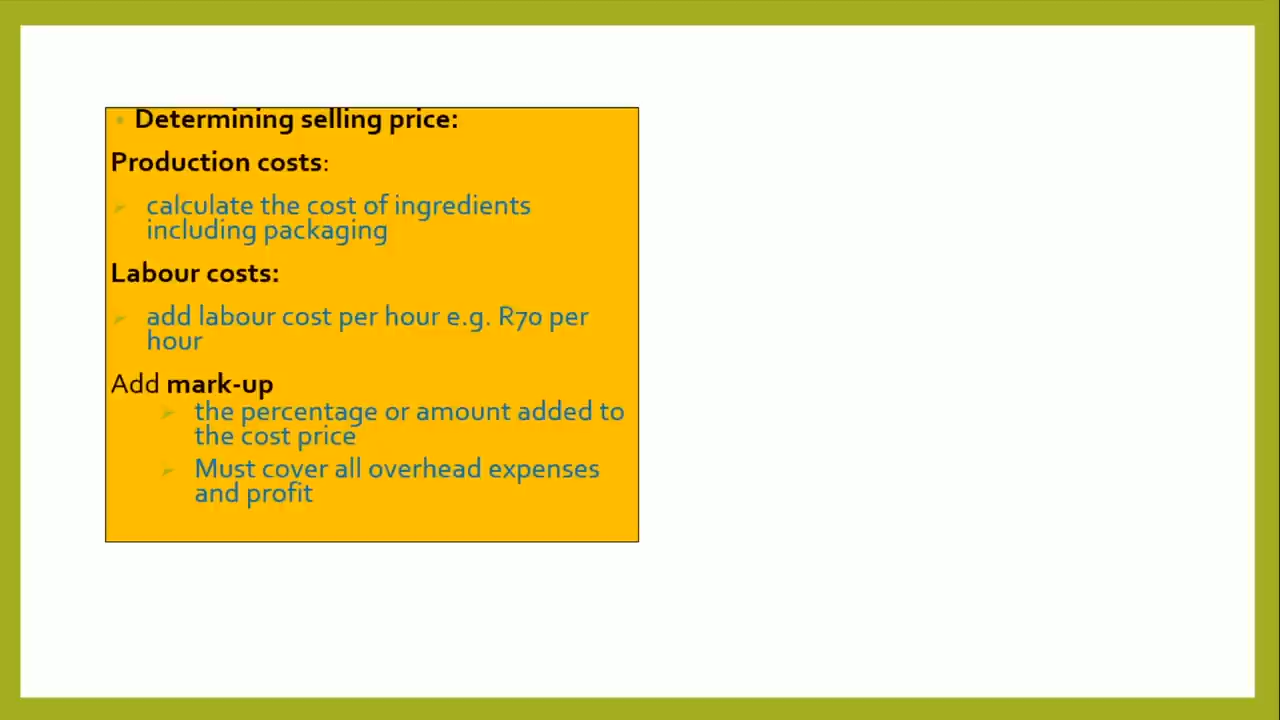 Determining selling price:
Production costs:
calculate the cost of ingredients
including packaging
Labour costs:
add labour cost per hour e.g. R70 per
hour
Add mark-up
the percentage or amount added to
the cost price
Must cover all overhead expenses
and profit